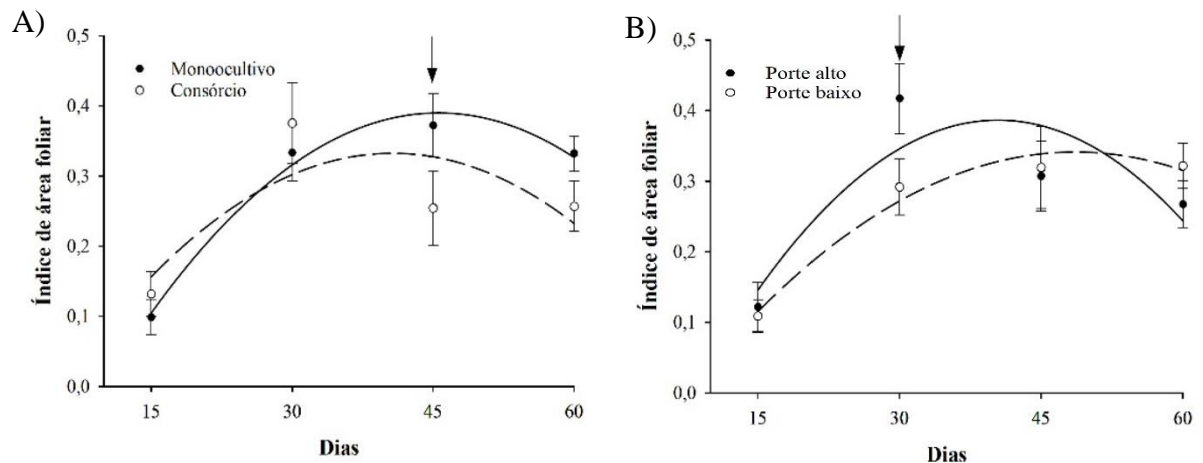 A)
Índice de área foliar
0,5
0,4
0,3
0,2
0,1
0,0
Monoocultivo
Consórcio
15 30 45 60
Dias
B)
Índice de área foliar
0,5
0,4
0,3
0,2
0,1
0,0
Porte alto
Porte baixo
15 30 45 60
Dias